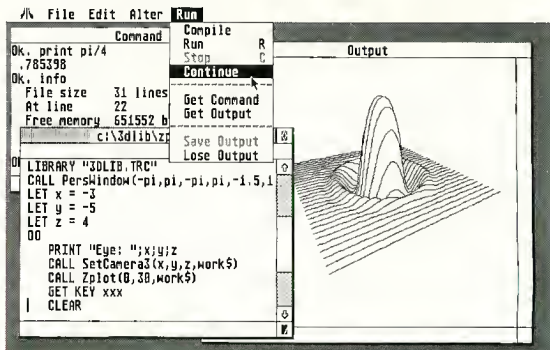 File Edit Alter Run
Compile
Run R
Stop C
Continue
Get Command
Get Output
Save Output
Lose Output
Command
Ok. print pi/4
.785398
Ok. info
File size 31 lines
At line 22
Free memory 651552 b
Output
c:\3dlib\zp
LIBRARY "3DLIB.TRC"
CALL PersWindow(-pi,pi,-pi,pi,-1.5,1
LET x = -3
LET y = -5
LET z = 4
DO
PRINT "Eye: ";x;y;z
CALL SetCamera3(x,y,z,work$)
CALL Zplot(0,30,work$)
GET KEY xxx
CLEAR